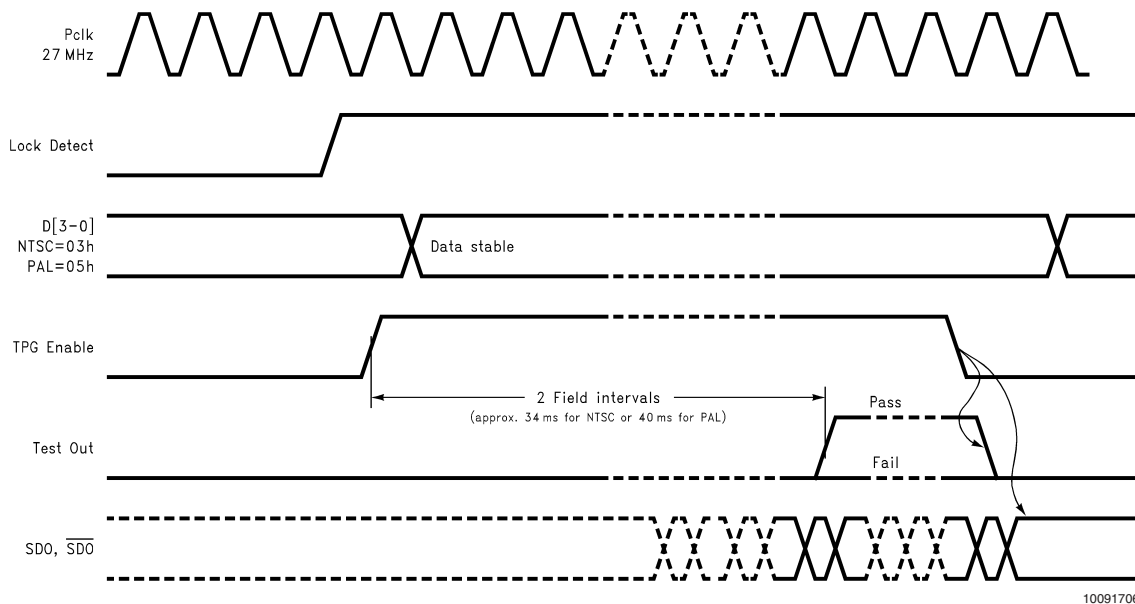 Pclk
27 MHz
Lock Detect
D[3-0]
NTSC=03h
PAL=05h
Data stable
TPG Enable
2 Field intervals
(approx. 34 ms for NTSC or 40 ms for PAL)
Pass
Test Out
Fail
SDO, S̅D̅O̅
10091706